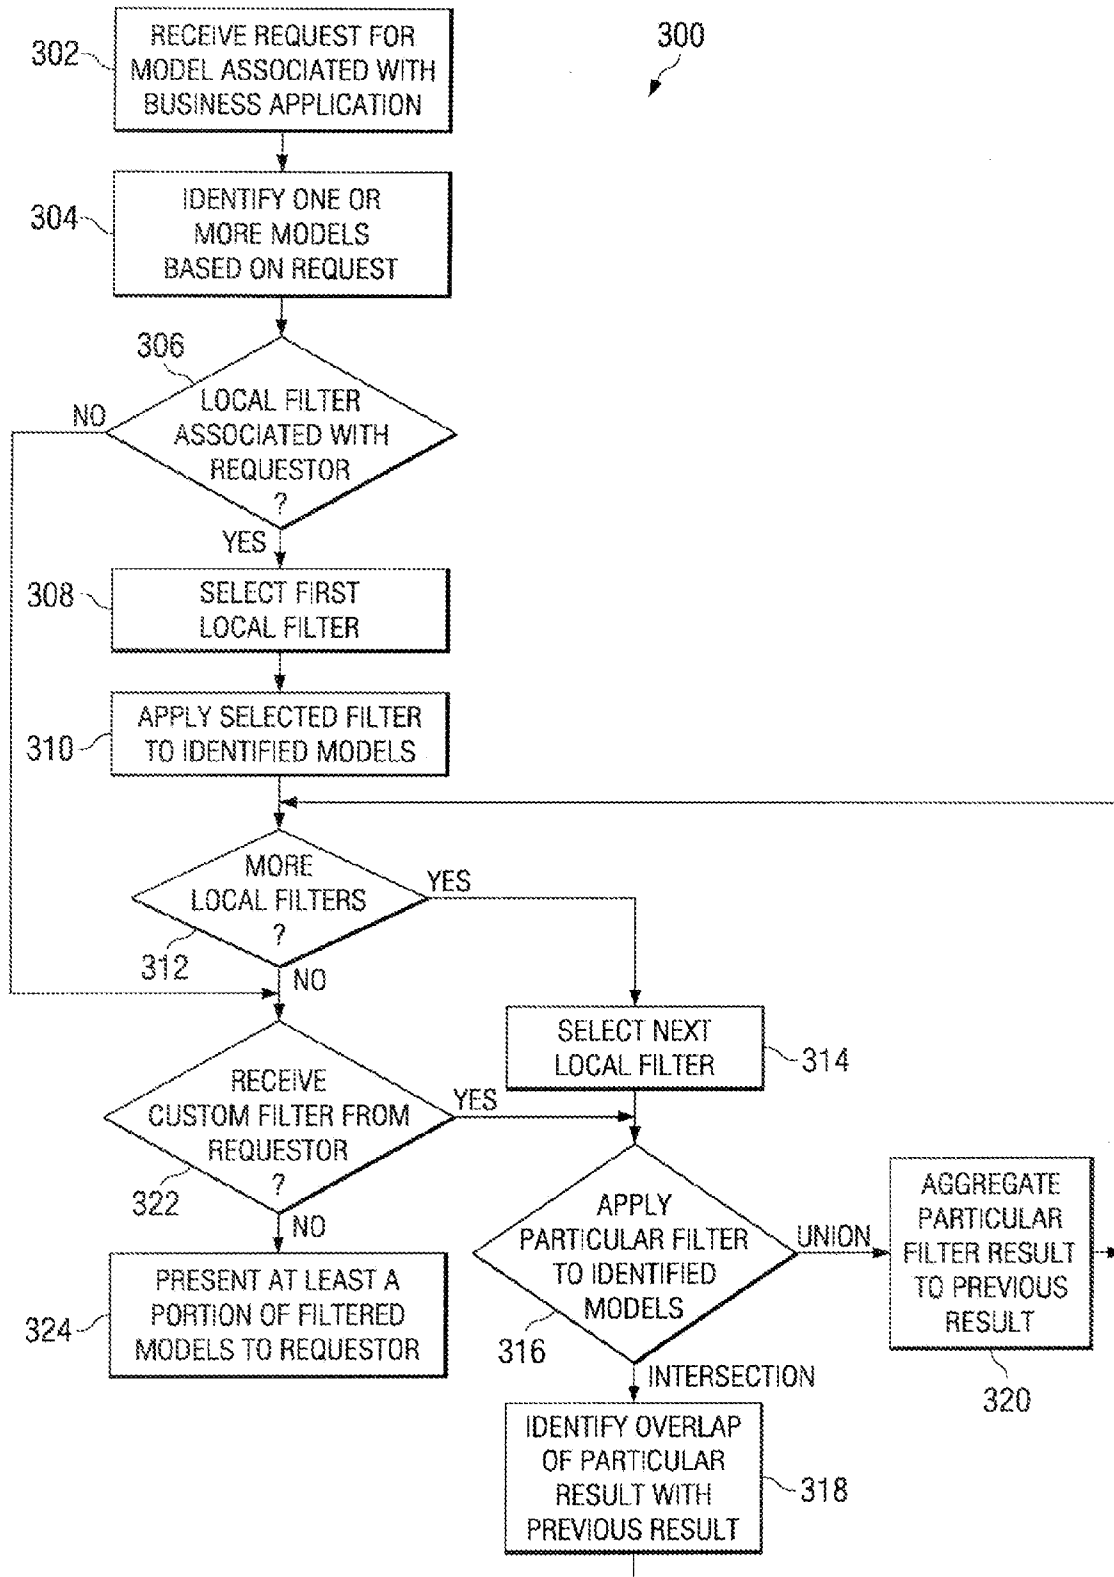 300
302
RECEIVE REQUEST FOR
MODEL ASSOCIATED WITH
BUSINESS APPLICATION
304
IDENTIFY ONE OR
MORE MODELS
BASED ON REQUEST
306
LOCAL FILTER
ASSOCIATED WITH
REQUESTOR
?
NO
YES
308
SELECT FIRST
LOCAL FILTER
310
APPLY SELECTED FILTER
TO IDENTIFIED MODELS
MORE
LOCAL FILTERS
?
312
YES
NO
SELECT NEXT
LOCAL FILTER
314
RECEIVE
CUSTOM FILTER FROM
REQUESTOR
?
322
YES
NO
APPLY
PARTICULAR FILTER
TO IDENTIFIED
MODELS
316
UNION
INTERSECTION
AGGREGATE
PARTICULAR
FILTER RESULT
TO PREVIOUS
RESULT
320
324
PRESENT AT LEAST A
PORTION OF FILTERED
MODELS TO REQUESTOR
IDENTIFY OVERLAP
OF PARTICULAR
RESULT WITH
PREVIOUS RESULT
318